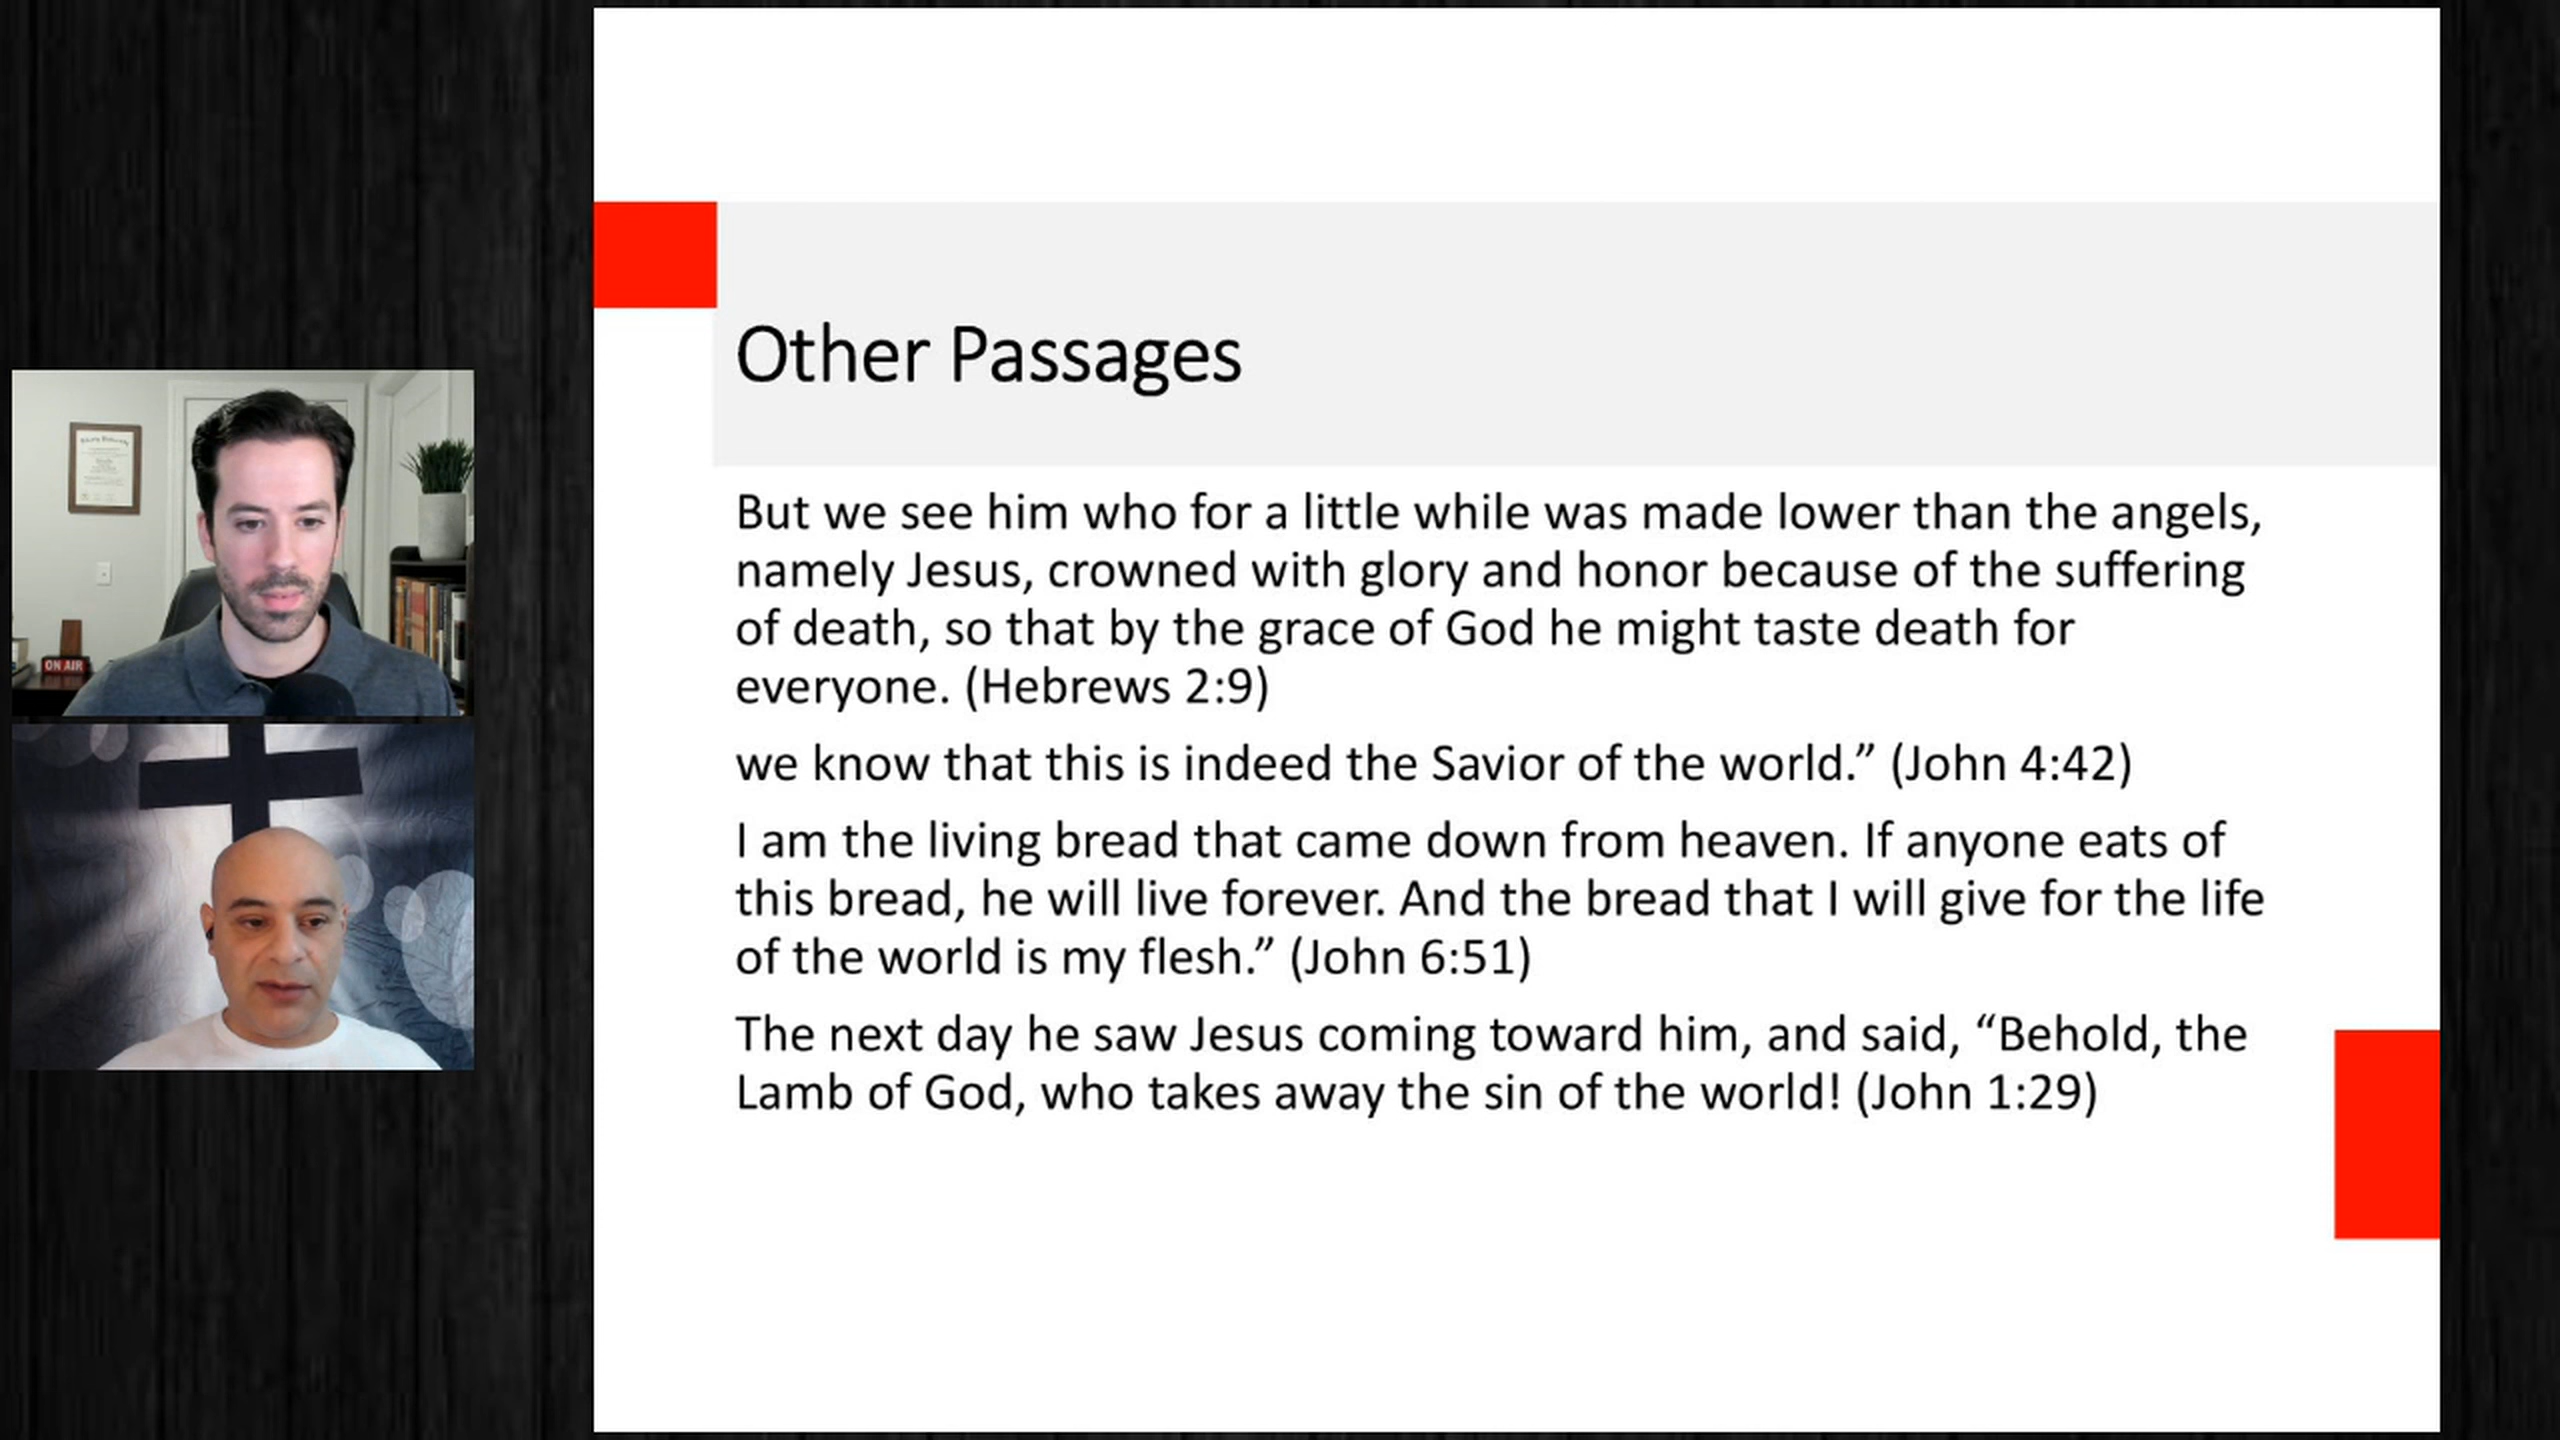 Other Passages
But we see him who for a little while was made lower than the angels,
namely Jesus, crowned with glory and honor because of the suffering
of death, so that by the grace of God he might taste death for
everyone. (Hebrews 2:9)
we know that this is indeed the Savior of the world.” (John 4:42)
I am the living bread that came down from heaven. If anyone eats of
this bread, he will live forever. And the bread that I will give for the life
of the world is my flesh.” (John 6:51)
The next day he saw Jesus coming toward him, and said, “Behold, the
Lamb of God, who takes away the sin of the world! (John 1:29)
ON AIR